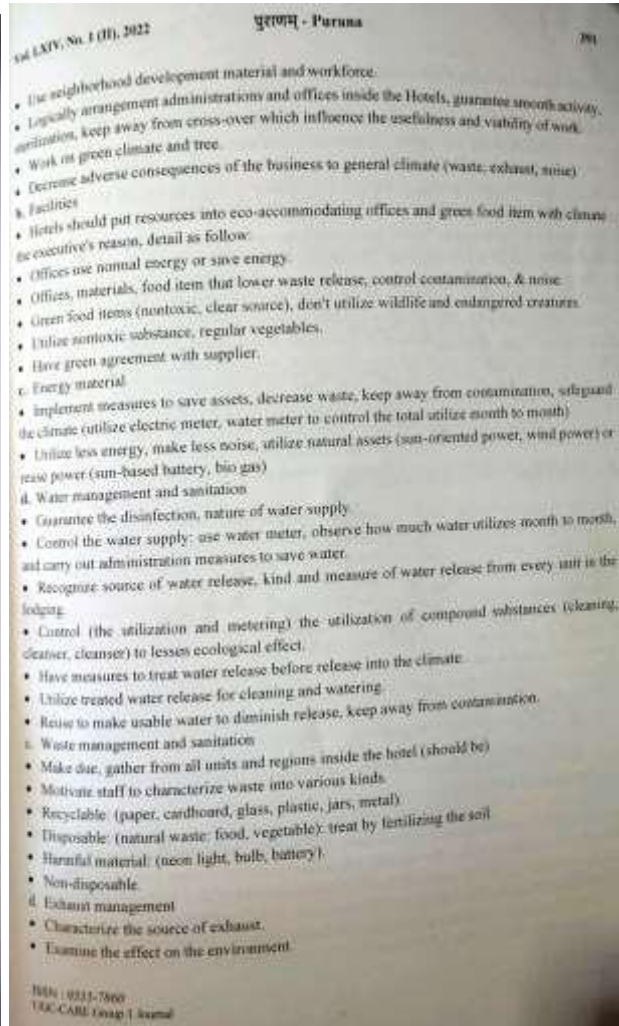 Vol. LXIV, No. 1 (II), 2022
पुराणम् - Purana
391
• Use neighborhood development material and workforce.
• Logically arrangement administrations and offices inside the Hotels, guarantee smooth activity,
sterilization, keep away from cross-over which influence the usefulness and viability of work.
• Work on green climate and tree.
• Decrease adverse consequences of the business to general climate (waste, exhaust, noise)
b. Facilities
• Hotels should put resources into eco-accommodating offices and green food item with climate
the executive's reason, detail as follow:
• Offices use normal energy or save energy.
• Offices, materials, food item that lower waste release, control contamination, & noise.
• Green food items (nontoxic, clear source), don't utilize wildlife and endangered creatures.
• Utilize nontoxic substance, regular vegetables.
• Have green agreement with supplier.
c. Energy material
• Implement measures to save assets, decrease waste, keep away from contamination, safeguard
the climate (utilize electric meter, water meter to control the total utilize month to month)
• Utilize less energy, make less noise, utilize natural assets (sun-oriented power, wind power) or
reuse power (sun-based battery, bio gas)
d. Water management and sanitation
• Guarantee the disinfection, nature of water supply.
• Control the water supply: use water meter, observe how much water utilizes month to month,
and carry out administration measures to save water.
• Recognize source of water release, kind and measure of water release from every unit in the
lodging.
• Control (the utilization and metering) the utilization of compound substances (cleaning,
cleanser, cleanser) to lessen ecological effect.
• Have measures to treat water release before release into the climate.
• Utilize treated water release for cleaning and watering.
• Reuse to make usable water to diminish release, keep away from contamination.
c. Waste management and sanitation
• Make due, gather from all units and regions inside the hotel (should be)
• Motivate staff to characterize waste into various kinds.
• Recyclable: (paper, cardboard, glass, plastic, jars, metal)
• Disposable: (natural waste: food, vegetable): treat by fertilizing the soil
• Harmful material: (neon light, bulb, battery).
• Non-disposable.
d. Exhaust management
• Characterize the source of exhaust.
• Examine the effect on the environment.
ISSN : 0555-7860
UGC-CARE Group 1 Journal